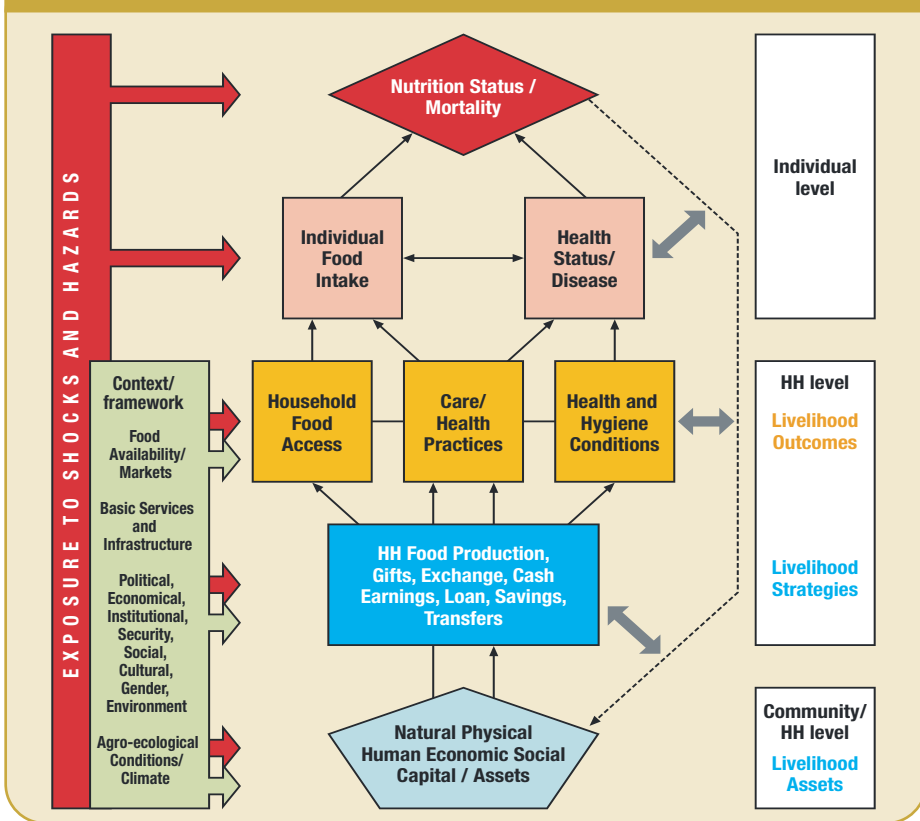 EXPOSURE TO SHOCKS AND HAZARDS
Nutrition Status /
Mortality
Individual
Food
Intake
Health
Status/
Disease
Individual
level
Context/
framework
Food
Availability/
Markets
Basic Services
and
Infrastructure
Political,
Economical,
Institutional,
Security,
Social,
Cultural,
Gender,
Environment
Agro-ecological
Conditions/
Climate
Household
Food
Access
Care/
Health
Practices
Health and
Hygiene
Conditions
HH level
Livelihood
Outcomes
Livelihood
Strategies
HH Food Production,
Gifts, Exchange, Cash
Earnings, Loan, Savings,
Transfers
Natural Physical
Human Economic Social
Capital / Assets
Community/
HH level
Livelihood
Assets